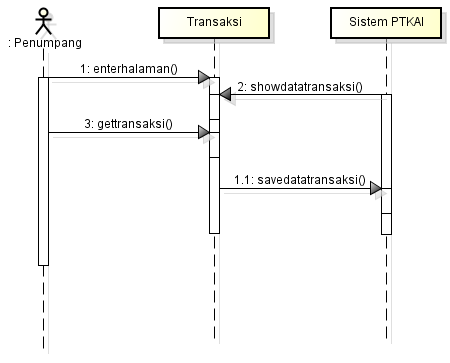 Transaksi
Sistem PTKAI
: Penumpang
1: enterhalaman()
2: showdatatransaksi()
3: gettransaksi()
1.1: savedatatransaksi()